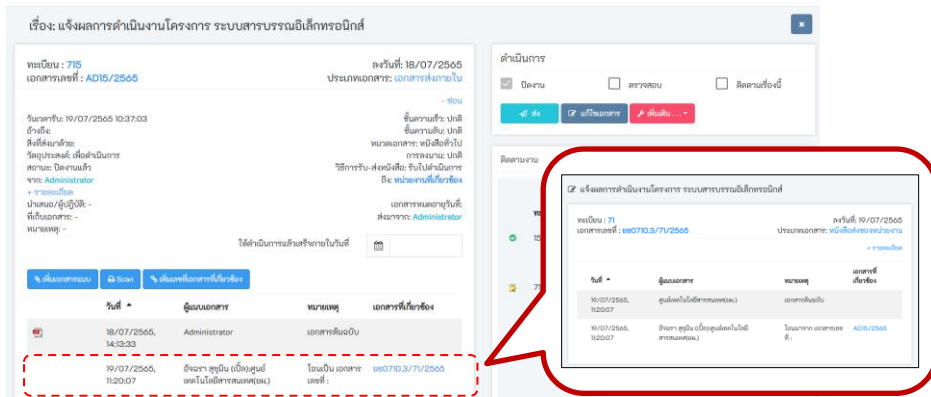 เรื่อง: แจ้งผลการดำเนินงานโครงการ ระบบสารบรรณอิเล็กทรอนิกส์
×
ทะเบียน : 715
ลงวันที่: 18/07/2565
เอกสารเลขที่ : AD15/2565
ประเภทเอกสาร: เอกสารส่งภายใน
- ซ่อน
วันเวลารับ: 19/07/2565 10:37:03
ชั้นความเร็ว: ปกติ
อ้างถึง:
ชั้นความลับ: ปกติ
สิ่งที่ส่งมาด้วย:
หมวดเอกสาร: หนังสือทั่วไป
วัตถุประสงค์: เพื่อดำเนินการ
การลงนาม: ปกติ
สถานะ: ปิดงานแล้ว
วิธีการรับ-ส่งหนังสือ: รับไปดำเนินการ
จาก: Administrator
ถึง: หน่วยงานที่เกี่ยวข้อง
+ รายละเอียด
นำเสนอ/ผู้ปฏิบัติ: -
เอกสารหมดอายุวันที่:
ที่เก็บเอกสาร: -
ส่งมาจาก: Administrator
หมายเหตุ: -
ให้ดำเนินการแล้วเสร็จภายในวันที่
เพิ่มเอกสารแนบ
Scan
เพิ่มเลขที่เอกสารที่เกี่ยวข้อง
วันที่ ผู้แนบเอกสาร หมายเหตุ เอกสารที่เกี่ยวข้อง
18/07/2565, Administrator เอกสารต้นฉบับ
14:13:33
19/07/2565, อัจฉรา สุขุมิน (เปิ้ล):ศูนย์ โอนเป็น เอกสาร ยธ0710.3/71/2565
11:20:07 เทคโนโลยีสารสนเทศ(ยผ.) เลขที่ :
ดำเนินการ
ปิดงาน
ตรวจสอบ
ติดตามเรื่องนี้
ส่ง
แก้ไขเอกสาร
เพิ่มเติม...
ติดตามงาน
15
71
แจ้งผลการดำเนินงานโครงการ ระบบสารบรรณอิเล็กทรอนิกส์
ทะเบียน : 71
ลงวันที่: 19/07/2565
เอกสารเลขที่ : ยธ0710.3/71/2565
ประเภทเอกสาร: หนังสือส่งของหน่วยงาน
+ รายละเอียด
วันที่ ผู้แนบเอกสาร หมายเหตุ เอกสารที่เกี่ยวข้อง
19/07/2565, ศูนย์เทคโนโลยีสารสนเทศ(ยผ.) เอกสารต้นฉบับ
11:20:07
19/07/2565, อัจฉรา สุขุมิน (เปิ้ล):ศูนย์เทคโนโลยี โอนมาจาก เอกสารเลข AD15/2565
11:20:07 สารสนเทศ(ยผ.) ที่ :